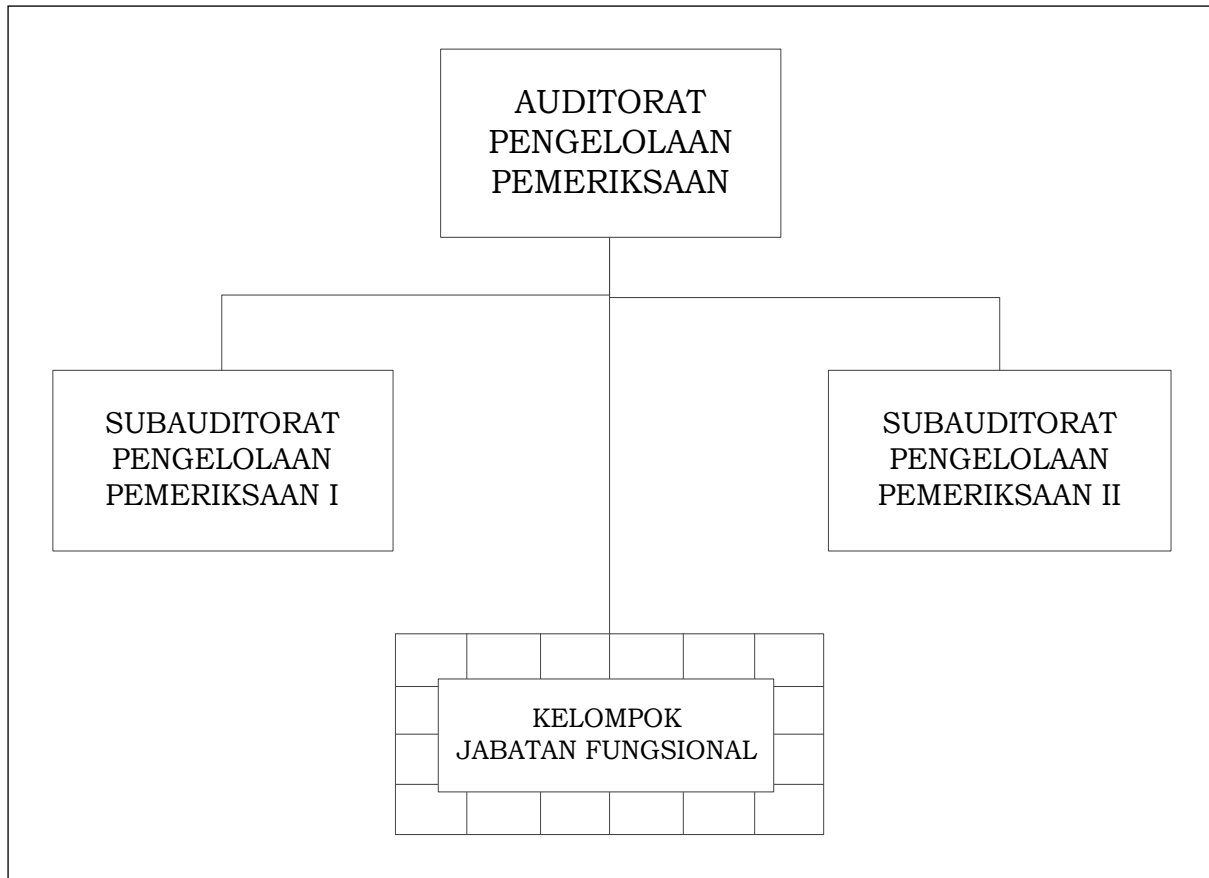 AUDITORAT
PENGELOLAAN
PEMERIKSAAN
SUBAUDITORAT
PENGELOLAAN
PEMERIKSAAN I
SUBAUDITORAT
PENGELOLAAN
PEMERIKSAAN II
KELOMPOK
JABATAN FUNGSIONAL